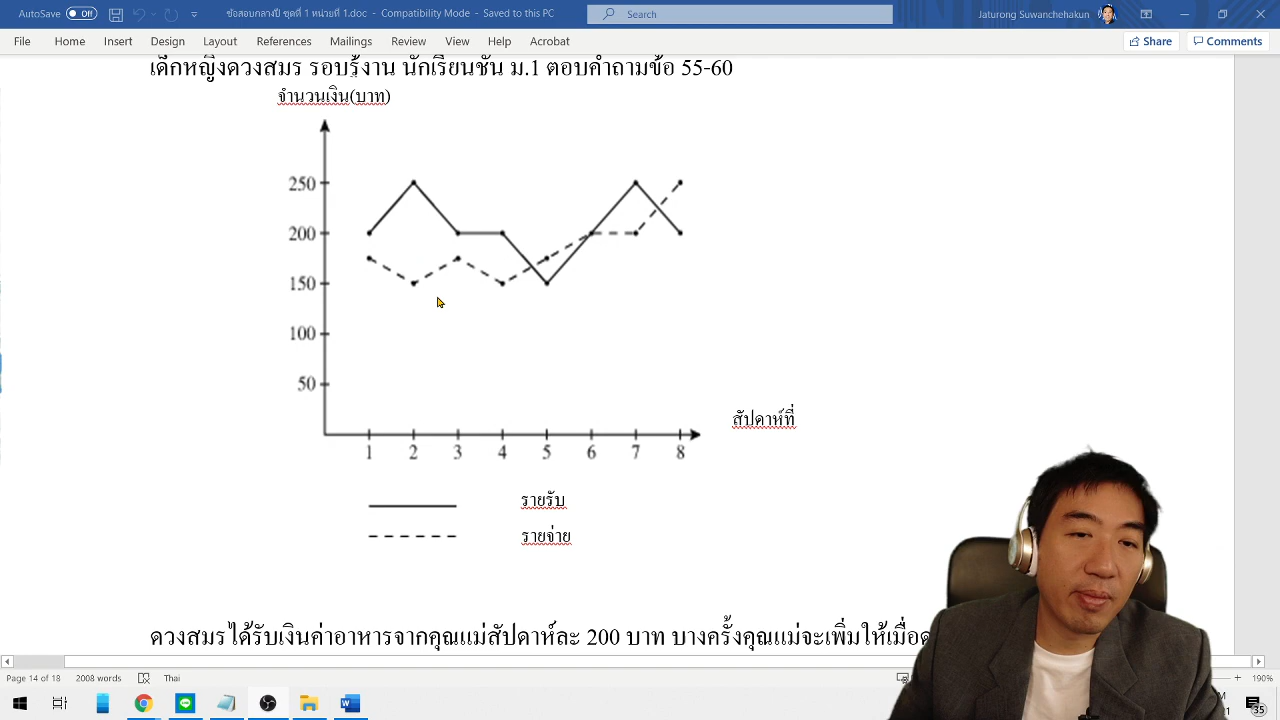 AutoSave Off ข้อสอบกลางปี ชุดที่ 1 หน่วยที่ 1.doc - Compatibility Mode - Saved to this PC Search Jaturong Suwanchehakun
File Home Insert Design Layout References Mailings Review View Help Acrobat Share Comments
เด็กหญิงดวงสมร รอบรู้งาน นักเรียนชั้น ม.1 ตอบคำถามข้อ 55-60
จำนวนเงิน(บาท)
250
200
150
100
50
สัปดาห์ที่
1 2 3 4 5 6 7 8
รายรับ
รายจ่าย
ดวงสมรได้รับเงินค่าอาหารจากคุณแม่สัปดาห์ละ 200 บาท บางครั้งคุณแม่จะเพิ่มให้เมื่อ
Page 14 of 18 2008 words Thai 190%
35